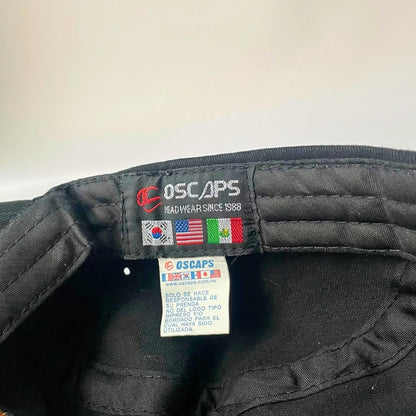 OSCAPS
HEADWEAR SINCE 1988
OSCAPS
www.oscaps.com.mx
SOLO SE HACE
RESPONSABLE DE
SU PRENDA
NO DEL LOGO TIPO
IMPRESO Y/O
BORDADO PARA EL
CUAL HAYA SIDO
UTILIZADA.